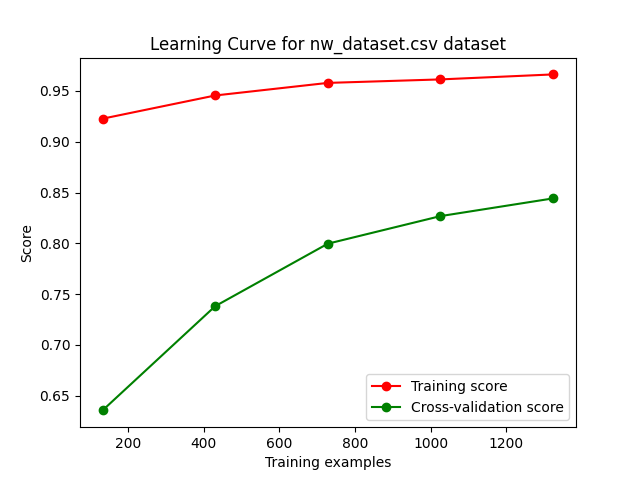 Learning Curve for nw_dataset.csv dataset
0.95
0.90
0.85
0.80
0.75
0.70
0.65
Score
Training score
Cross-validation score
200 400 600 800 1000 1200
Training examples